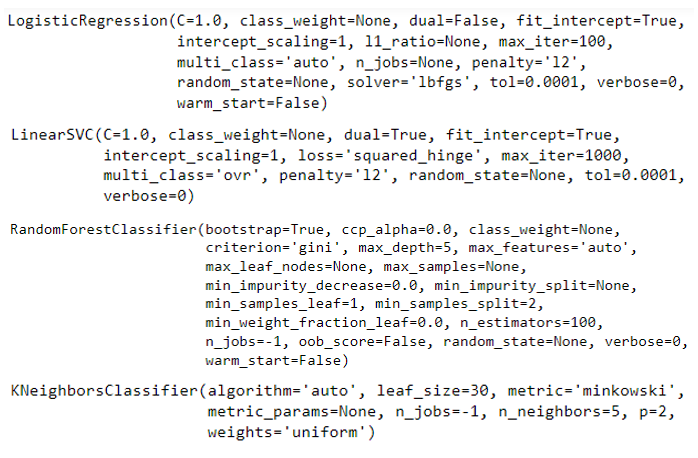 LogisticRegression(C=1.0, class_weight=None, dual=False, fit_intercept=True,
intercept_scaling=1, l1_ratio=None, max_iter=100,
multi_class='auto', n_jobs=None, penalty='l2',
random_state=None, solver='lbfgs', tol=0.0001, verbose=0,
warm_start=False)
LinearSVC(C=1.0, class_weight=None, dual=True, fit_intercept=True,
intercept_scaling=1, loss='squared_hinge', max_iter=1000,
multi_class='ovr', penalty='l2', random_state=None, tol=0.0001,
verbose=0)
RandomForestClassifier(bootstrap=True, ccp_alpha=0.0, class_weight=None,
criterion='gini', max_depth=5, max_features='auto',
max_leaf_nodes=None, max_samples=None,
min_impurity_decrease=0.0, min_impurity_split=None,
min_samples_leaf=1, min_samples_split=2,
min_weight_fraction_leaf=0.0, n_estimators=100,
n_jobs=-1, oob_score=False, random_state=None, verbose=0,
warm_start=False)
KNeighborsClassifier(algorithm='auto', leaf_size=30, metric='minkowski',
metric_params=None, n_jobs=-1, n_neighbors=5, p=2,
weights='uniform')